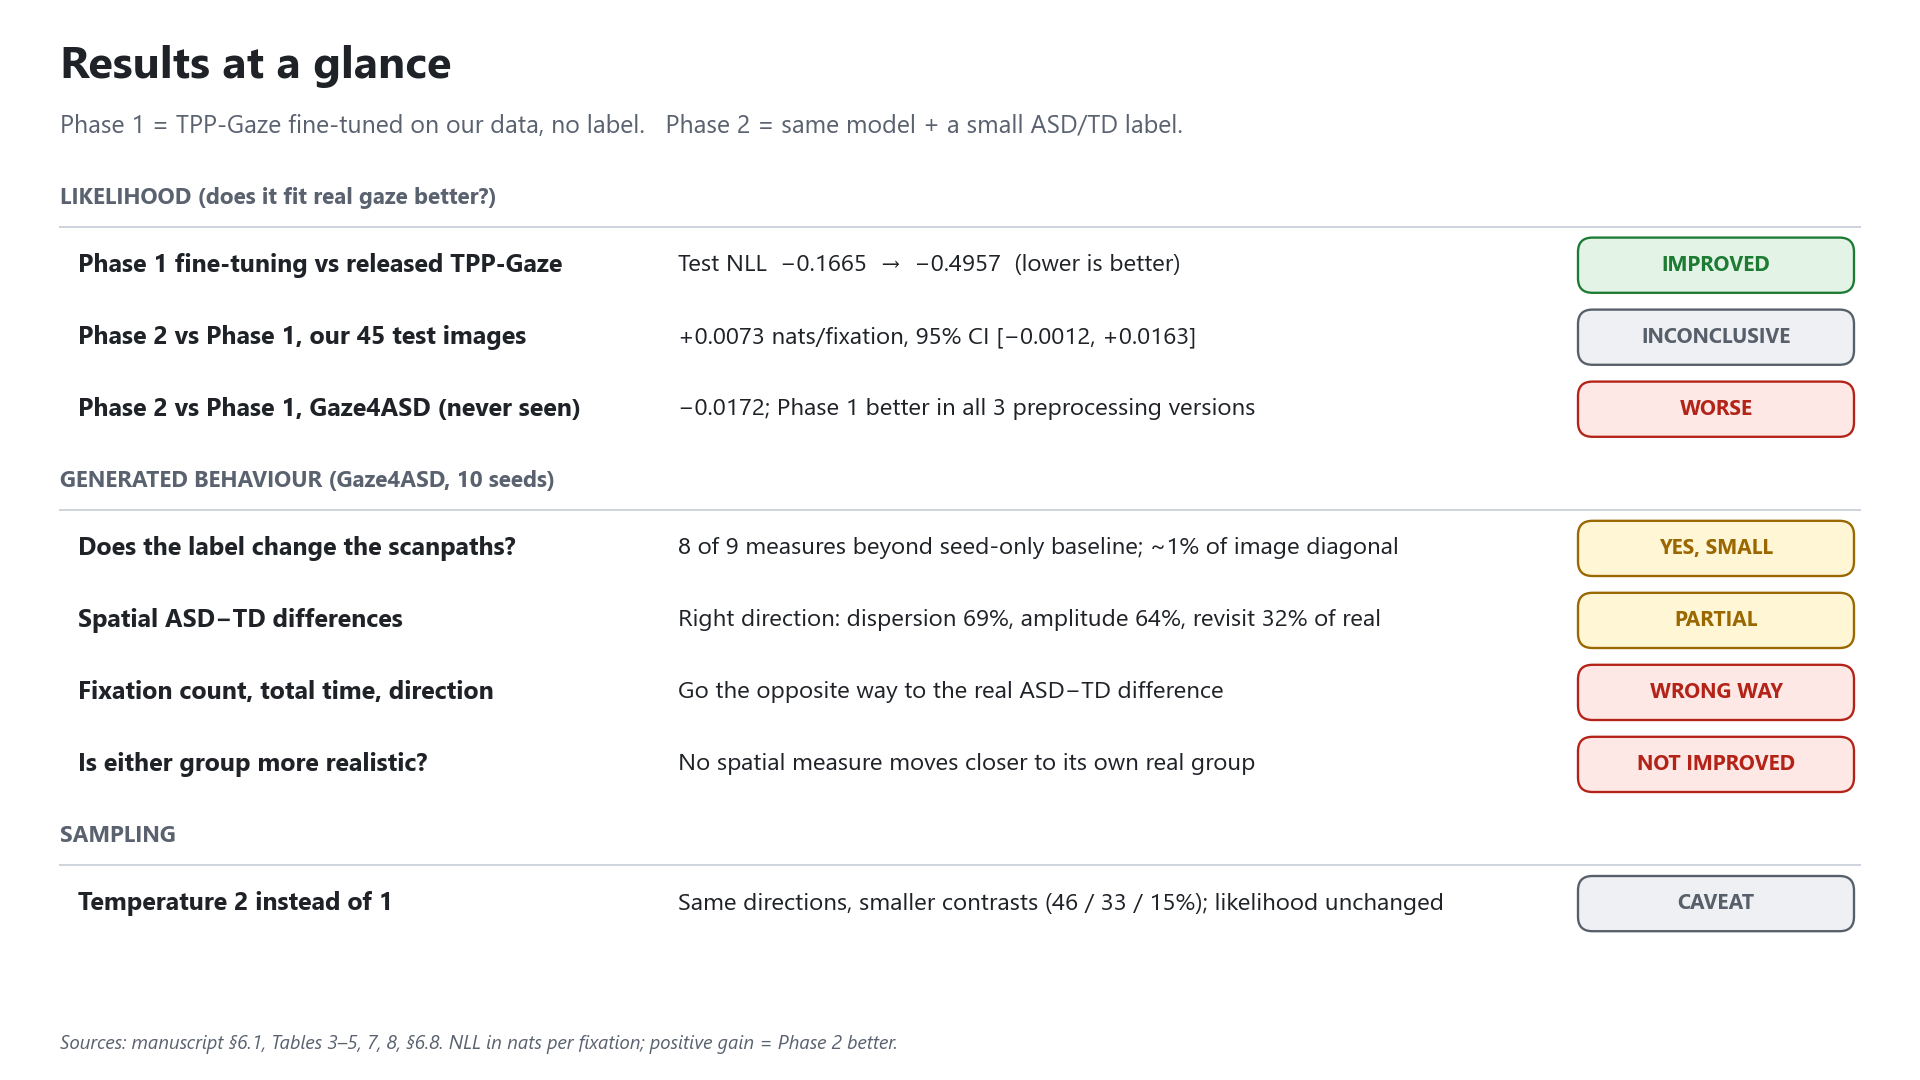 Results at a glance
Phase 1 = TPP-Gaze fine-tuned on our data, no label.   Phase 2 = same model + a small ASD/TD label.
LIKELIHOOD (does it fit real gaze better?)
Phase 1 fine-tuning vs released TPP-Gaze   Test NLL  −0.1665  →  −0.4957  (lower is better)   IMPROVED
Phase 2 vs Phase 1, our 45 test images   +0.0073 nats/fixation, 95% CI [−0.0012, +0.0163]   INCONCLUSIVE
Phase 2 vs Phase 1, Gaze4ASD (never seen)   −0.0172; Phase 1 better in all 3 preprocessing versions   WORSE
GENERATED BEHAVIOUR (Gaze4ASD, 10 seeds)
Does the label change the scanpaths?   8 of 9 measures beyond seed-only baseline; ~1% of image diagonal   YES, SMALL
Spatial ASD−TD differences   Right direction: dispersion 69%, amplitude 64%, revisit 32% of real   PARTIAL
Fixation count, total time, direction   Go the opposite way to the real ASD−TD difference   WRONG WAY
Is either group more realistic?   No spatial measure moves closer to its own real group   NOT IMPROVED
SAMPLING
Temperature 2 instead of 1   Same directions, smaller contrasts (46 / 33 / 15%); likelihood unchanged   CAVEAT
Sources: manuscript §6.1, Tables 3–5, 7, 8, §6.8. NLL in nats per fixation; positive gain = Phase 2 better.